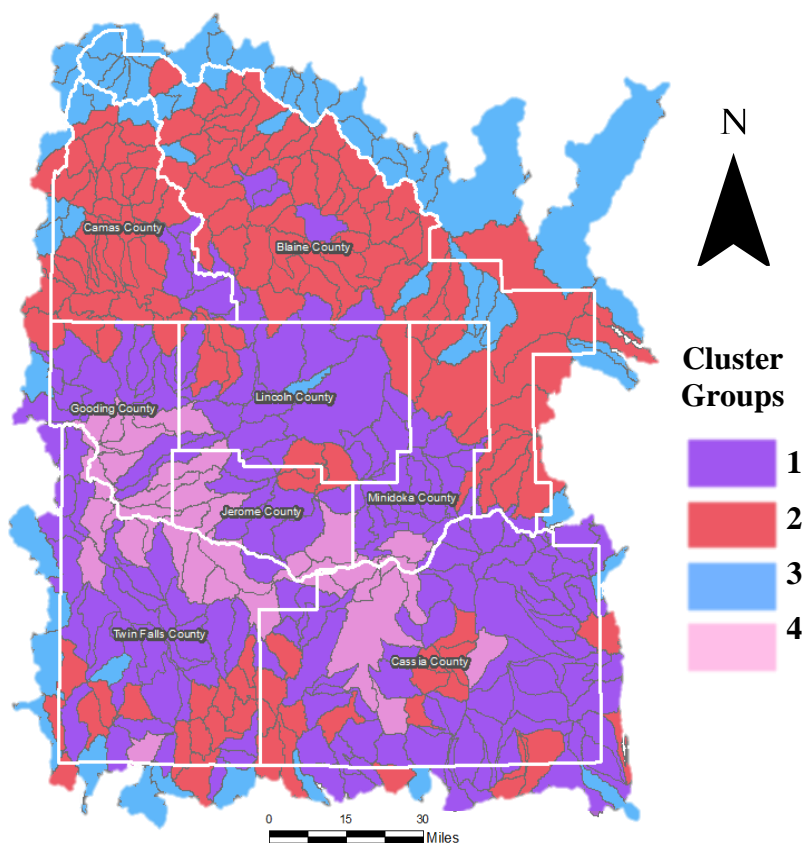 N
Camas County
Blaine County
Cluster
Groups
Lincoln County
Gooding County
1
Minidoka County
2
Jerome County
3
4
Twin Falls County
Cassia County
0 15 30
Miles